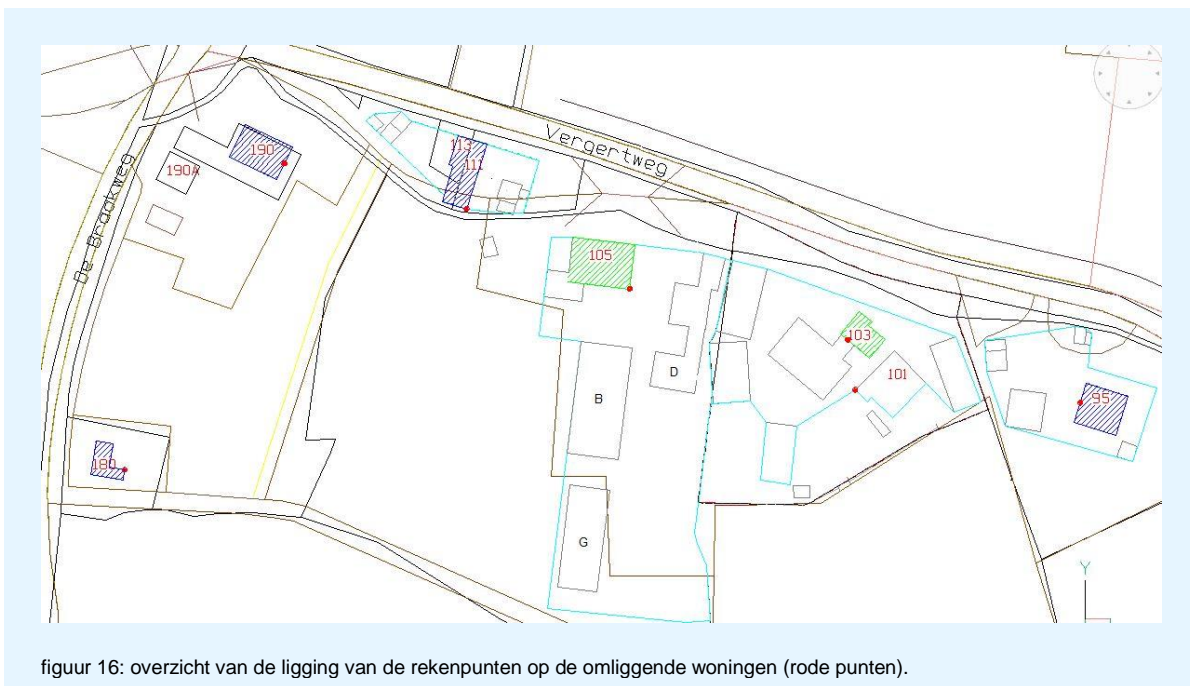 Vergertweg
De Braakweg
190
190A
113
111
105
103
101
95
180
D
B
G
Y
figuur 16: overzicht van de ligging van de rekenpunten op de omliggende woningen (rode punten).